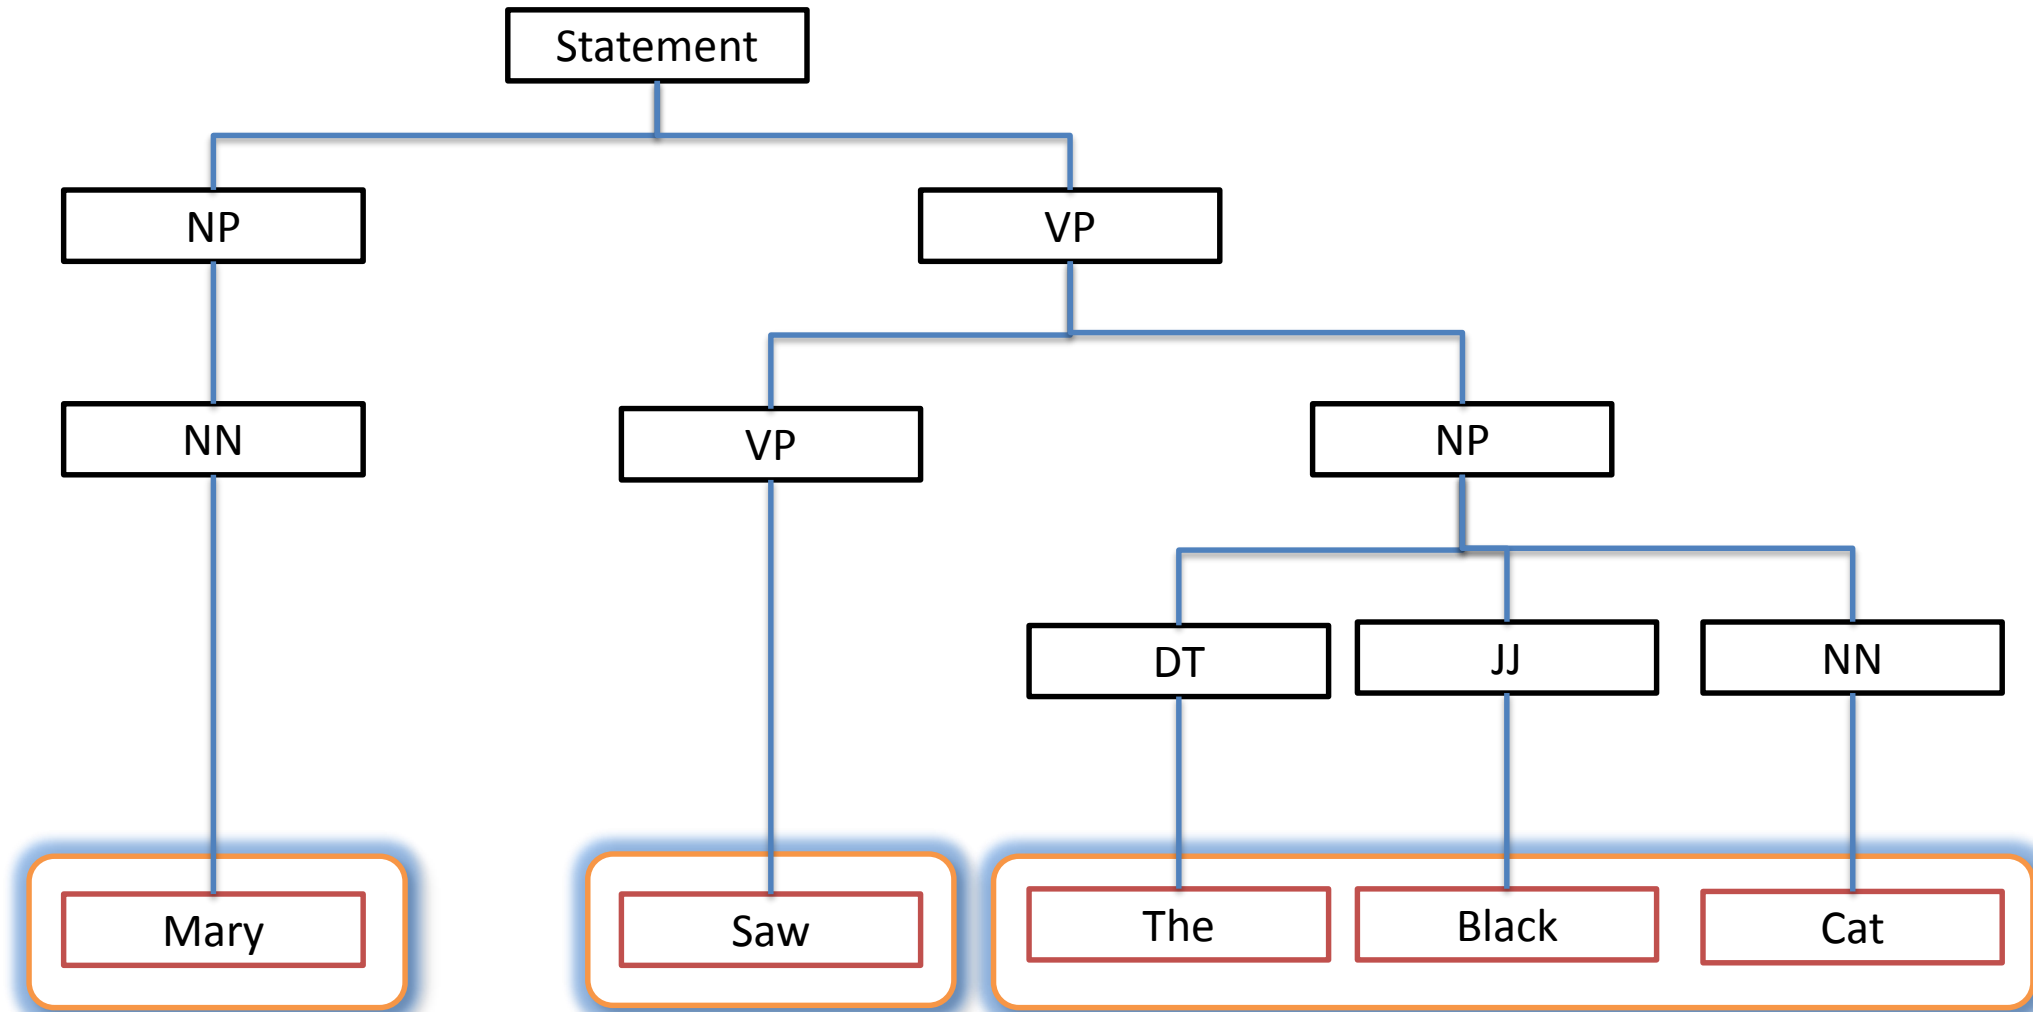 Statement
NP
VP
NN
VP
NP
DT
JJ
NN
Mary
Saw
The
Black
Cat